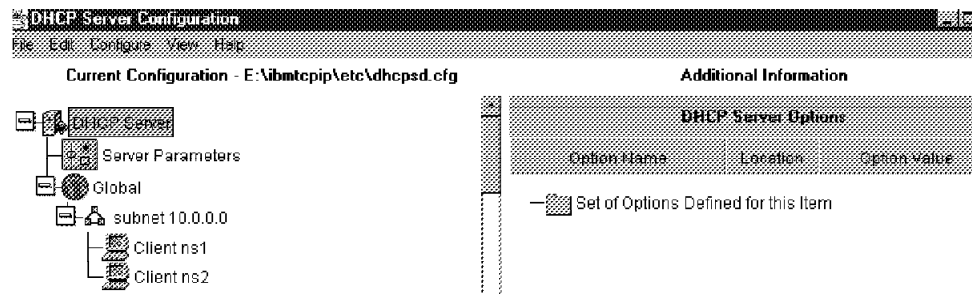 DHCP Server Configuration
File Edit Configure View Help
Current Configuration - E:\ibmtcpip\etc\dhcpsd.cfg
Additional Information
DHCP Server
Server Parameters
Global
subnet 10.0.0.0
Client ns1
Client ns2
DHCP Server Options
Option Name Location Option Value
Set of Options Defined for this Item